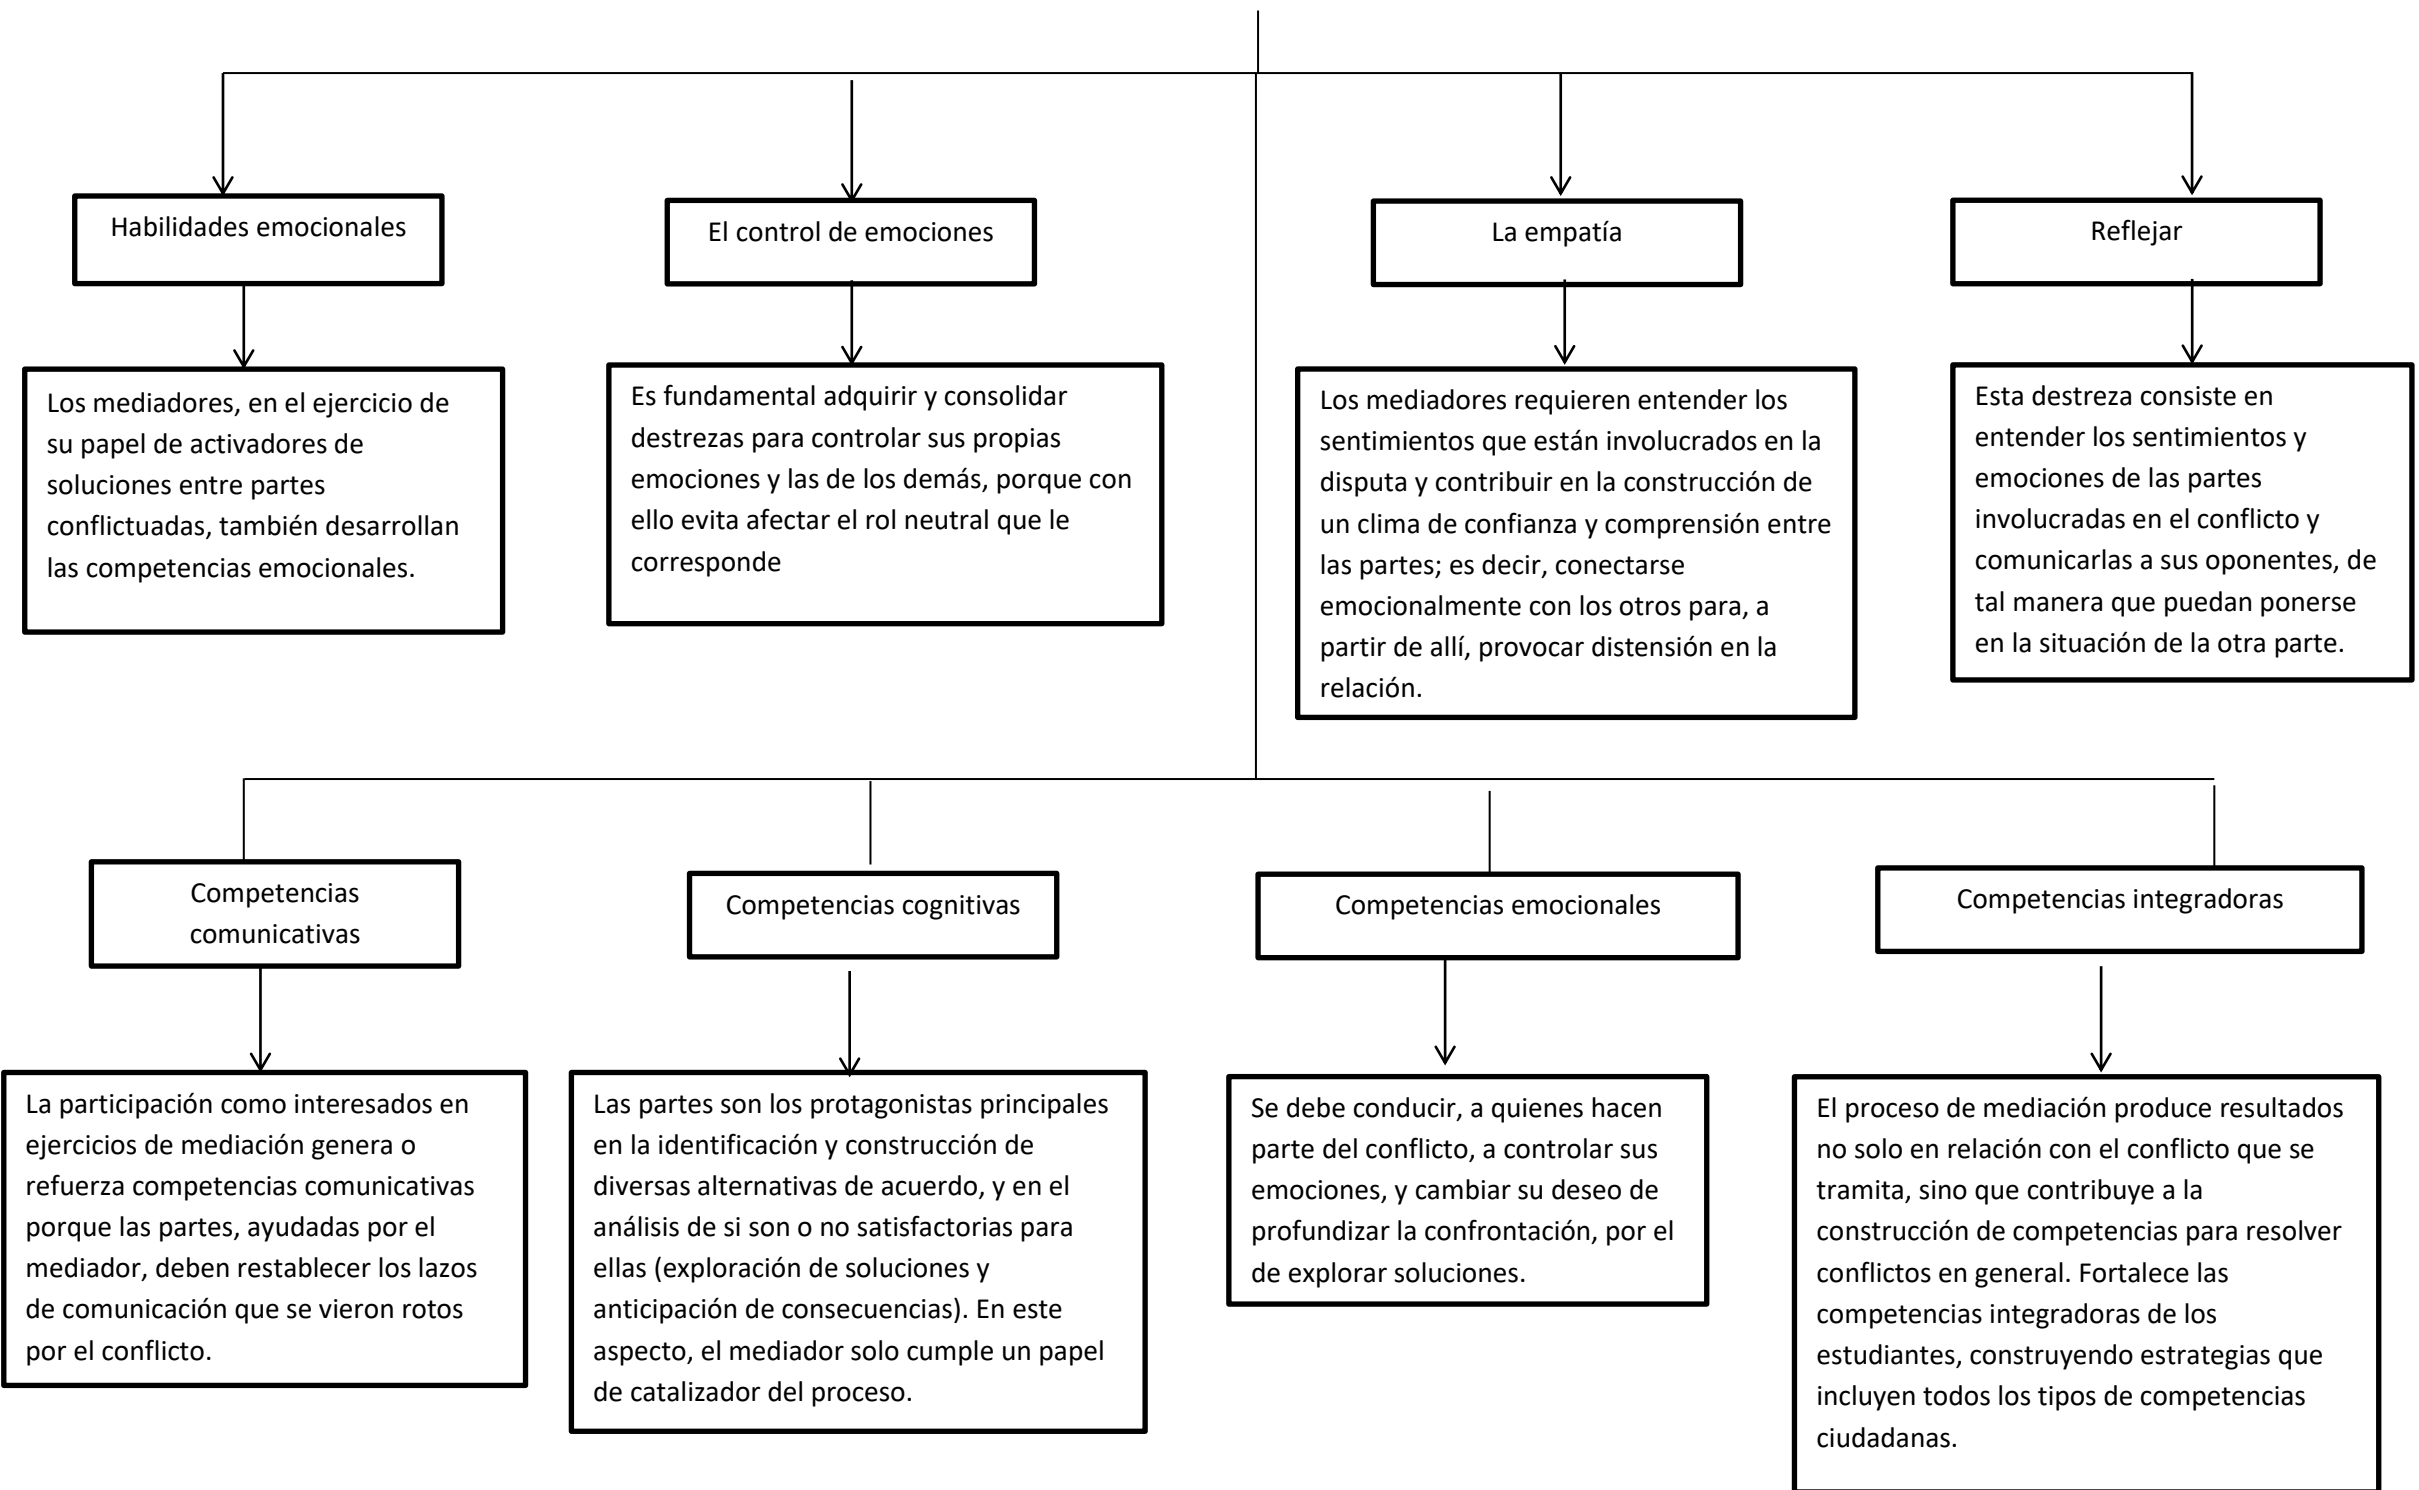 Habilidades emocionales
El control de emociones
La empatía
Reflejar
Los mediadores, en el ejercicio de
su papel de activadores de
soluciones entre partes
conflictuadas, también desarrollan
las competencias emocionales.
Es fundamental adquirir y consolidar
destrezas para controlar sus propias
emociones y las de los demás, porque con
ello evita afectar el rol neutral que le
corresponde
Los mediadores requieren entender los
sentimientos que están involucrados en la
disputa y contribuir en la construcción de
un clima de confianza y comprensión entre
las partes; es decir, conectarse
emocionalmente con los otros para, a
partir de allí, provocar distensión en la
relación.
Esta destreza consiste en
entender los sentimientos y
emociones de las partes
involucradas en el conflicto y
comunicarlas a sus oponentes, de
tal manera que puedan ponerse
en la situación de la otra parte.
Competencias
comunicativas
Competencias cognitivas
Competencias emocionales
Competencias integradoras
La participación como interesados en
ejercicios de mediación genera o
refuerza competencias comunicativas
porque las partes, ayudadas por el
mediador, deben restablecer los lazos
de comunicación que se vieron rotos
por el conflicto.
Las partes son los protagonistas principales
en la identificación y construcción de
diversas alternativas de acuerdo, y en el
análisis de si son o no satisfactorias para
ellas (exploración de soluciones y
anticipación de consecuencias). En este
aspecto, el mediador solo cumple un papel
de catalizador del proceso.
Se debe conducir, a quienes hacen
parte del conflicto, a controlar sus
emociones, y cambiar su deseo de
profundizar la confrontación, por el
de explorar soluciones.
El proceso de mediación produce resultados
no solo en relación con el conflicto que se
tramita, sino que contribuye a la
construcción de competencias para resolver
conflictos en general. Fortalece las
competencias integradoras de los
estudiantes, construyendo estrategias que
incluyen todos los tipos de competencias
ciudadanas.